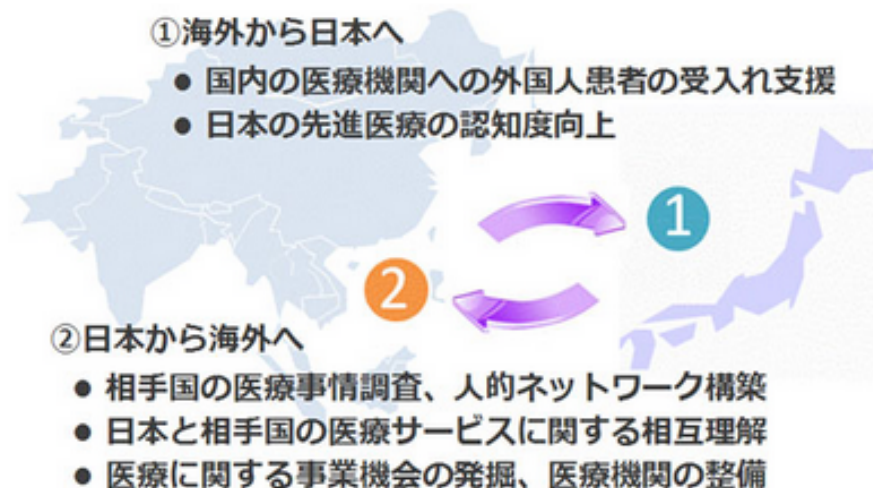 ①海外から日本へ
● 国内の医療機関への外国人患者の受入れ支援
● 日本の先進医療の認知度向上
1
2
②日本から海外へ
● 相手国の医療事情調査、人的ネットワーク構築
● 日本と相手国の医療サービスに関する相互理解
● 医療に関する事業機会の発掘、医療機関の整備